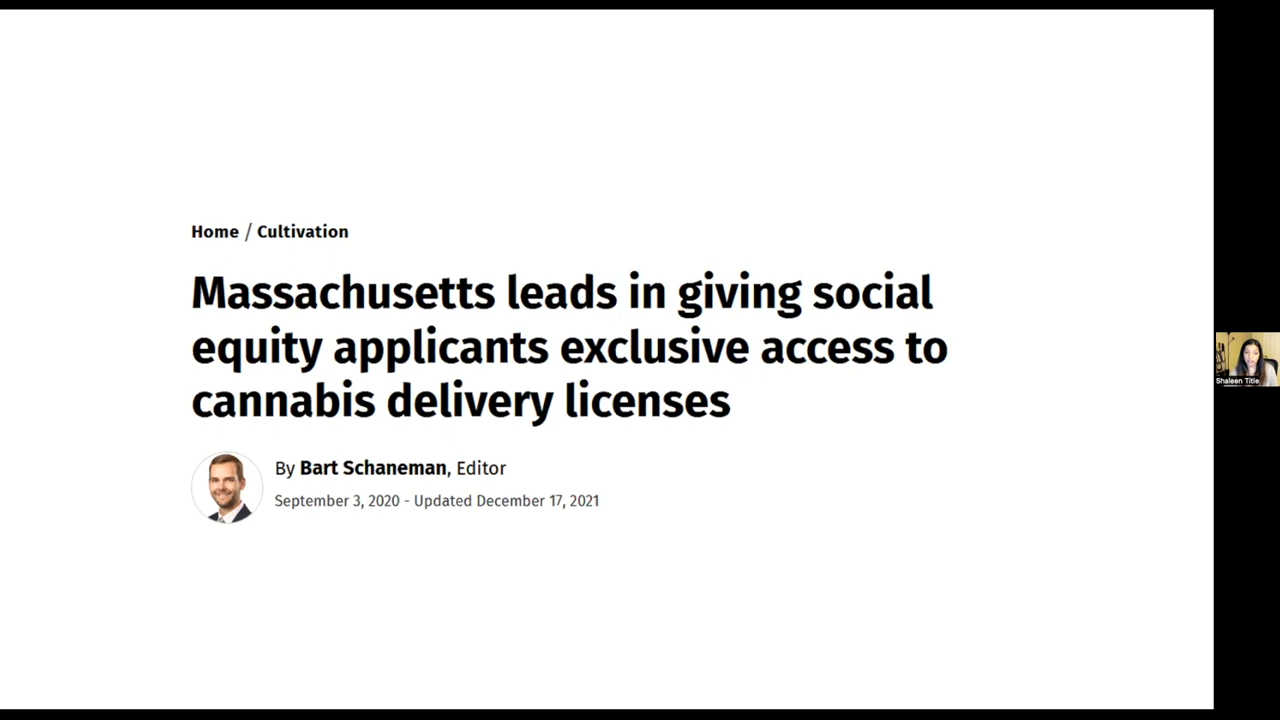 Home / Cultivation
Massachusetts leads in giving social
equity applicants exclusive access to
cannabis delivery licenses
By Bart Schaneman, Editor
September 3, 2020 - Updated December 17, 2021
Shaleen Title